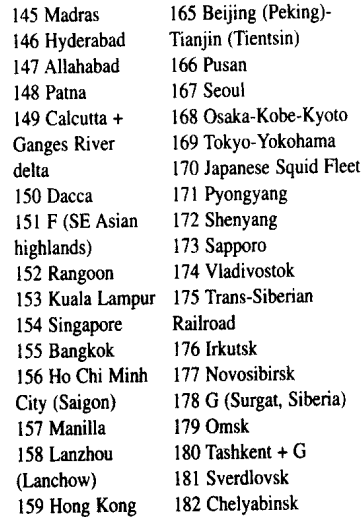 145 Madras
146 Hyderabad
147 Allahabad
148 Patna
149 Calcutta +
Ganges River
delta
150 Dacca
151 F (SE Asian
highlands)
152 Rangoon
153 Kuala Lampur
154 Singapore
155 Bangkok
156 Ho Chi Minh
City (Saigon)
157 Manilla
158 Lanzhou
(Lanchow)
159 Hong Kong
165 Beijing (Peking)-
Tianjin (Tientsin)
166 Pusan
167 Seoul
168 Osaka-Kobe-Kyoto
169 Tokyo-Yokohama
170 Japanese Squid Fleet
171 Pyongyang
172 Shenyang
173 Sapporo
174 Vladivostok
175 Trans-Siberian
Railroad
176 Irkutsk
177 Novosibirsk
178 G (Surgat, Siberia)
179 Omsk
180 Tashkent + G
181 Sverdlovsk
182 Chelyabinsk